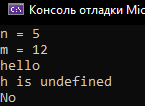 Консоль отладки Mic
n = 5
m = 12
hello
h is undefined
No